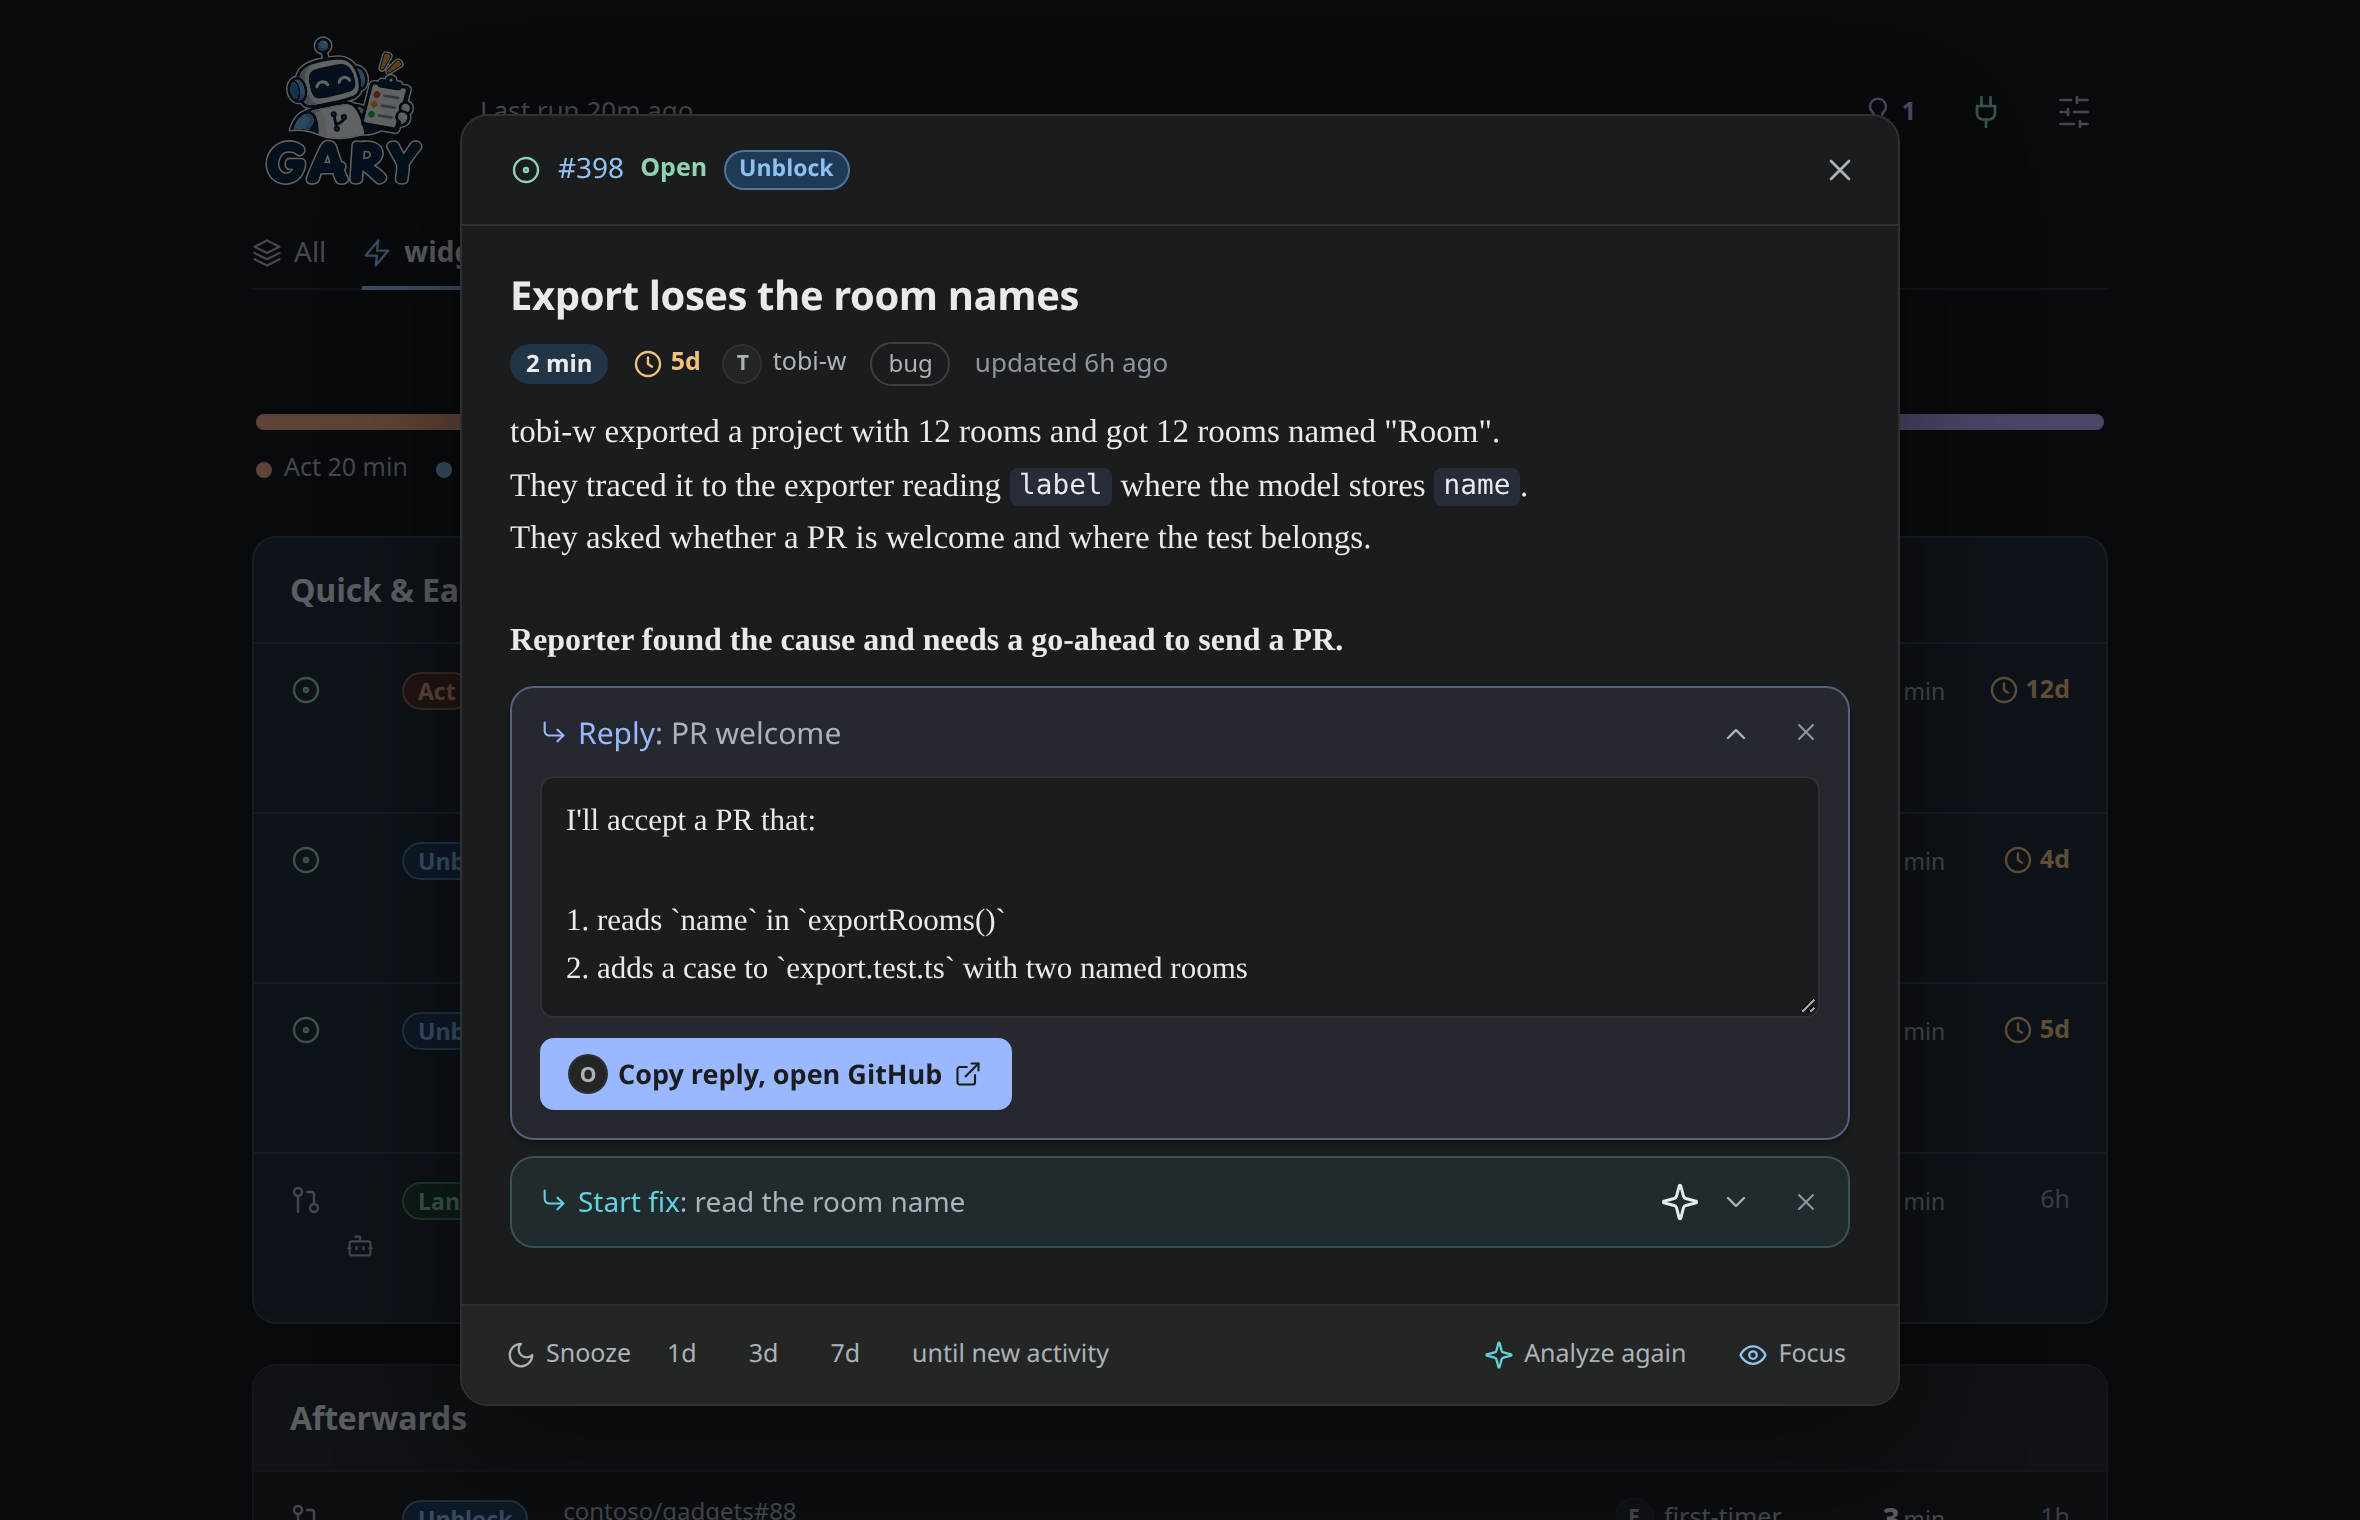 GARY
Last run 20m ago
1
All
#398 Open Unblock
Export loses the room names
2 min 5d T tobi-w bug updated 6h ago
tobi-w exported a project with 12 rooms and got 12 rooms named "Room".
They traced it to the exporter reading label where the model stores name.
They asked whether a PR is welcome and where the test belongs.
Reporter found the cause and needs a go-ahead to send a PR.
Reply: PR welcome
I'll accept a PR that:
1. reads `name` in `exportRooms()`
2. adds a case to `export.test.ts` with two named rooms
O Copy reply, open GitHub
Start fix: read the room name
Snooze 1d 3d 7d until new activity Analyze again Focus
Act 20 min
Quick &
Act
min 12d
min 4d
min 5d
min 6h
Afterwards
Unblock contoso/gadgets#88 F first-timer 3 min 1h